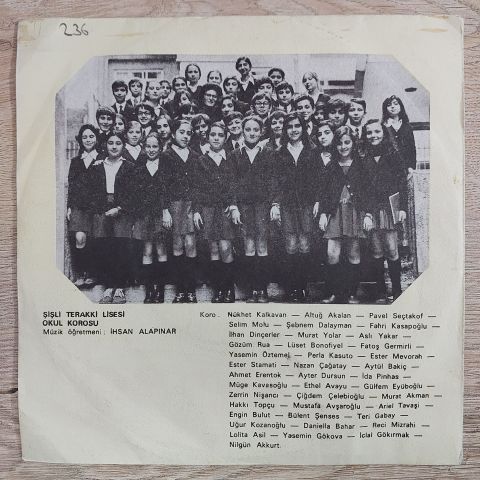 236
ŞİŞLİ TERAKKİ LİSESİ
OKUL KOROSU
Müzik öğretmeni : İHSAN ALAPINAR
Koro : Nükhet Kalkavan — Altuğ Akalan — Pavel Seçtakof —
Selim Molu — Şebnem Dalayman — Fahri Kasapoğlu —
İlhan Dinçerler — Murat Yolar — Aslı Yakar —
Gözüm Rua — Lüset Bonofiyel — Fatoş Germirli —
Yasemin Öztemel — Perla Kasuto — Ester Mevorah —
Ester Stamati — Nazan Çağatay — Aytül Bakiç —
Ahmet Erentok — Ayter Dursun — İda Pinhas —
Müge Kavasoğlu — Ethel Avayu — Gülfem Eyüboğlu —
Zerrin Nişancı — Çiğdem Çelebioğlu — Murat Akman —
Hakkı Topçu — Mustafa Avşaroğlu — Ariel Tavaşi —
Engin Bulut — Bülent Şenses — Teri Gabay —
Uğur Kozanoğlu — Daniella Bahar — Reci Mizrahi —
Lolita Asil — Yasemin Gökova — İclal Gökırmak —
Nilgün Akkurt.